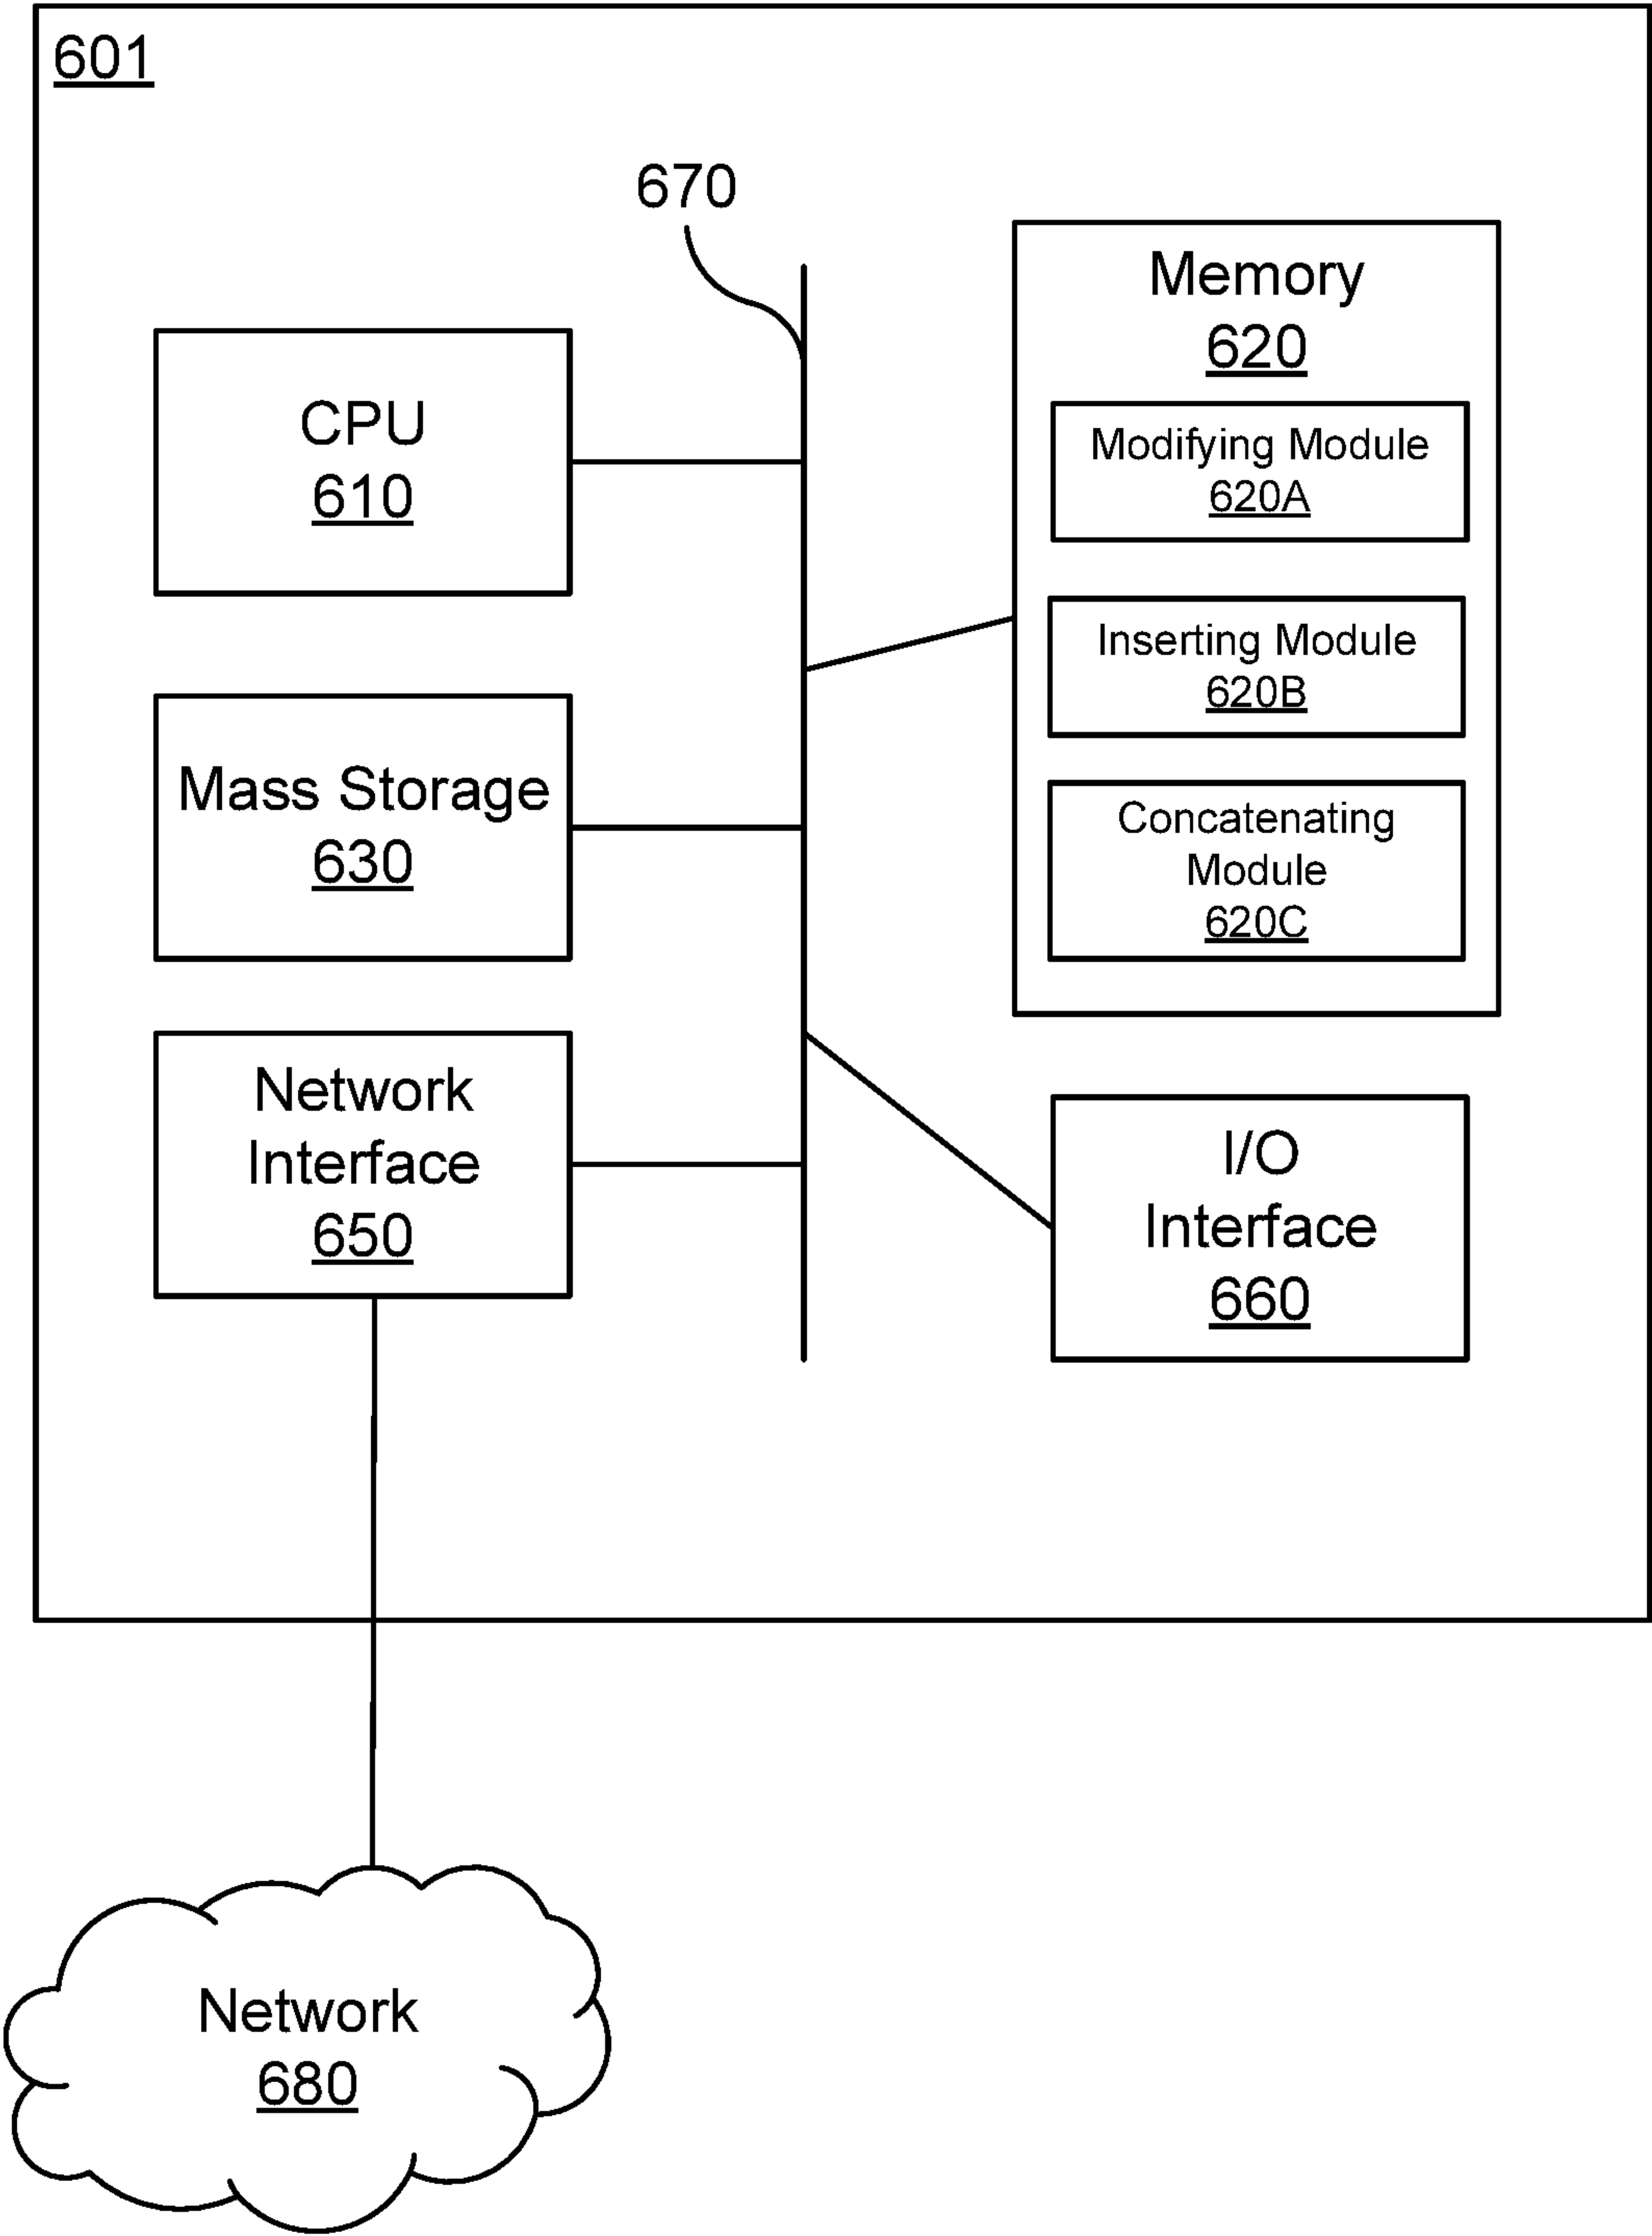 601
670
CPU
610
Mass Storage
630
Network
Interface
650
Memory
620
Modifying Module
620A
Inserting Module
620B
Concatenating
Module
620C
I/O
Interface
660
Network
680